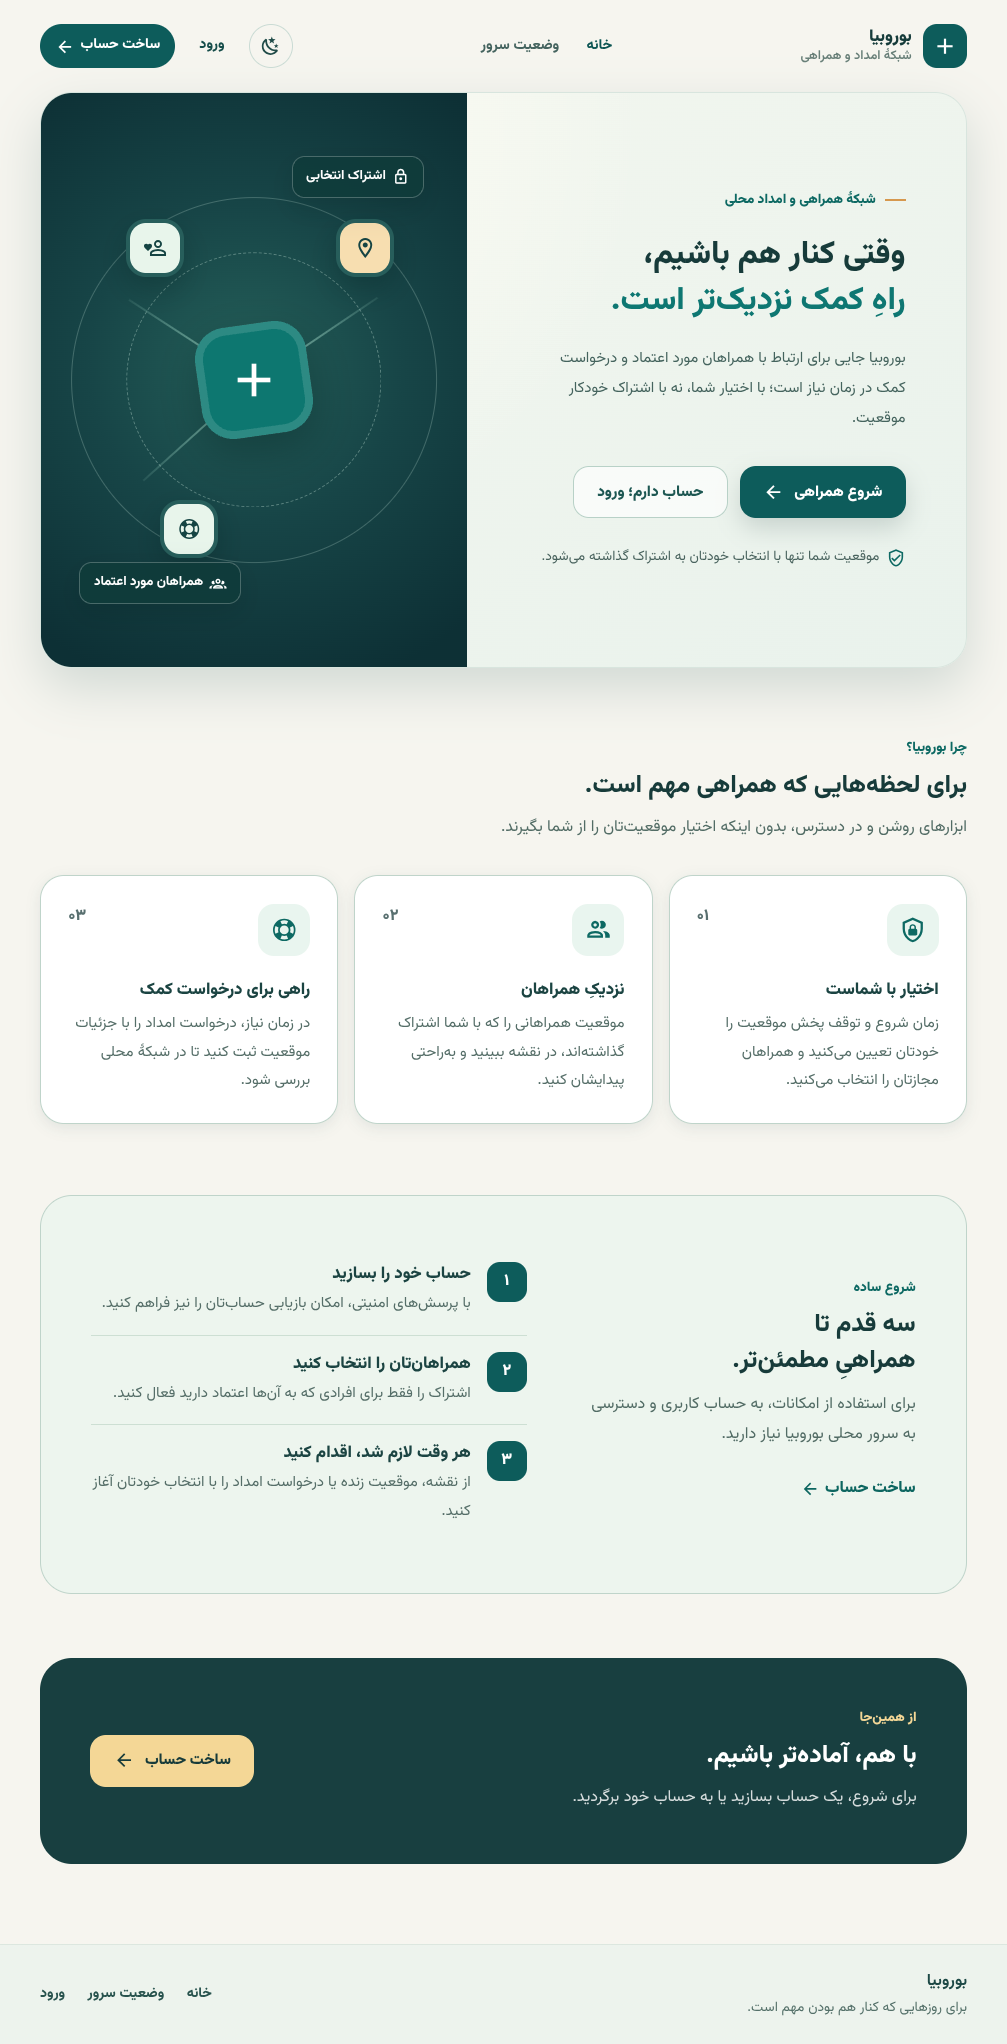 بوروبیا
شبکهٔ امداد و همراهی
خانه
وضعیت سرور
ورود
ساخت حساب
شبکهٔ همراهی و امداد محلی
وقتی کنار هم باشیم،
راهِ کمک نزدیک‌تر است.
بوروبیا جایی برای ارتباط با همراهان مورد اعتماد و درخواست
کمک در زمان نیاز است؛ با اختیار شما، نه با اشتراک خودکار
موقعیت.
شروع همراهی
حساب دارم؛ ورود
موقعیت شما تنها با انتخاب خودتان به اشتراک گذاشته می‌شود.
اشتراک انتخابی
همراهان مورد اعتماد
چرا بوروبیا؟
برای لحظه‌هایی که همراهی مهم است.
ابزارهای روشن و در دسترس، بدون اینکه اختیار موقعیت‌تان را از شما بگیرند.
۰۱
اختیار با شماست
زمان شروع و توقف پخش موقعیت را
خودتان تعیین می‌کنید و همراهان
مجازتان را انتخاب می‌کنید.
۰۲
نزدیکِ همراهان
موقعیت همراهانی را که با شما اشتراک
گذاشته‌اند، در نقشه ببینید و به‌راحتی
پیدایشان کنید.
۰۳
راهی برای درخواست کمک
در زمان نیاز، درخواست امداد را با جزئیات
موقعیت ثبت کنید تا در شبکهٔ محلی
بررسی شود.
شروع ساده
سه قدم تا
همراهیِ مطمئن‌تر.
برای استفاده از امکانات، به حساب کاربری و دسترسی
به سرور محلی بوروبیا نیاز دارید.
ساخت حساب
۱
حساب خود را بسازید
با پرسش‌های امنیتی، امکان بازیابی حساب‌تان را نیز فراهم کنید.
۲
همراهان‌تان را انتخاب کنید
اشتراک را فقط برای افرادی که به آن‌ها اعتماد دارید فعال کنید.
۳
هر وقت لازم شد، اقدام کنید
از نقشه، موقعیت زنده یا درخواست امداد را با انتخاب خودتان آغاز
کنید.
از همین‌جا
با هم، آماده‌تر باشیم.
برای شروع، یک حساب بسازید یا به حساب خود برگردید.
ساخت حساب
بوروبیا
برای روزهایی که کنار هم بودن مهم است.
خانه
وضعیت سرور
ورود